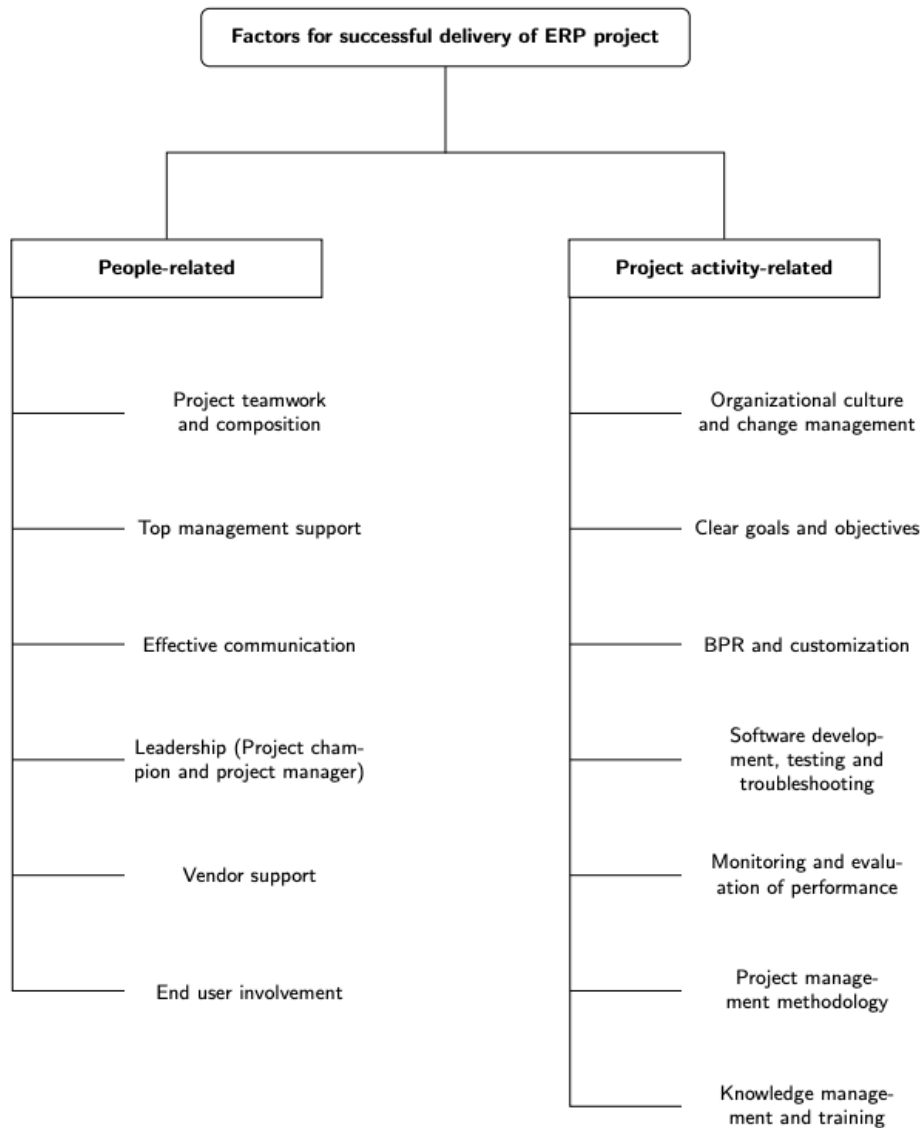 Factors for successful delivery of ERP project
People-related
Project teamwork
and composition
Top management support
Effective communication
Leadership (Project cham-
pion and project manager)
Vendor support
End user involvement
Project activity-related
Organizational culture
and change management
Clear goals and objectives
BPR and customization
Software develop-
ment, testing and
troubleshooting
Monitoring and evalu-
ation of performance
Project manage-
ment methodology
Knowledge manage-
ment and training